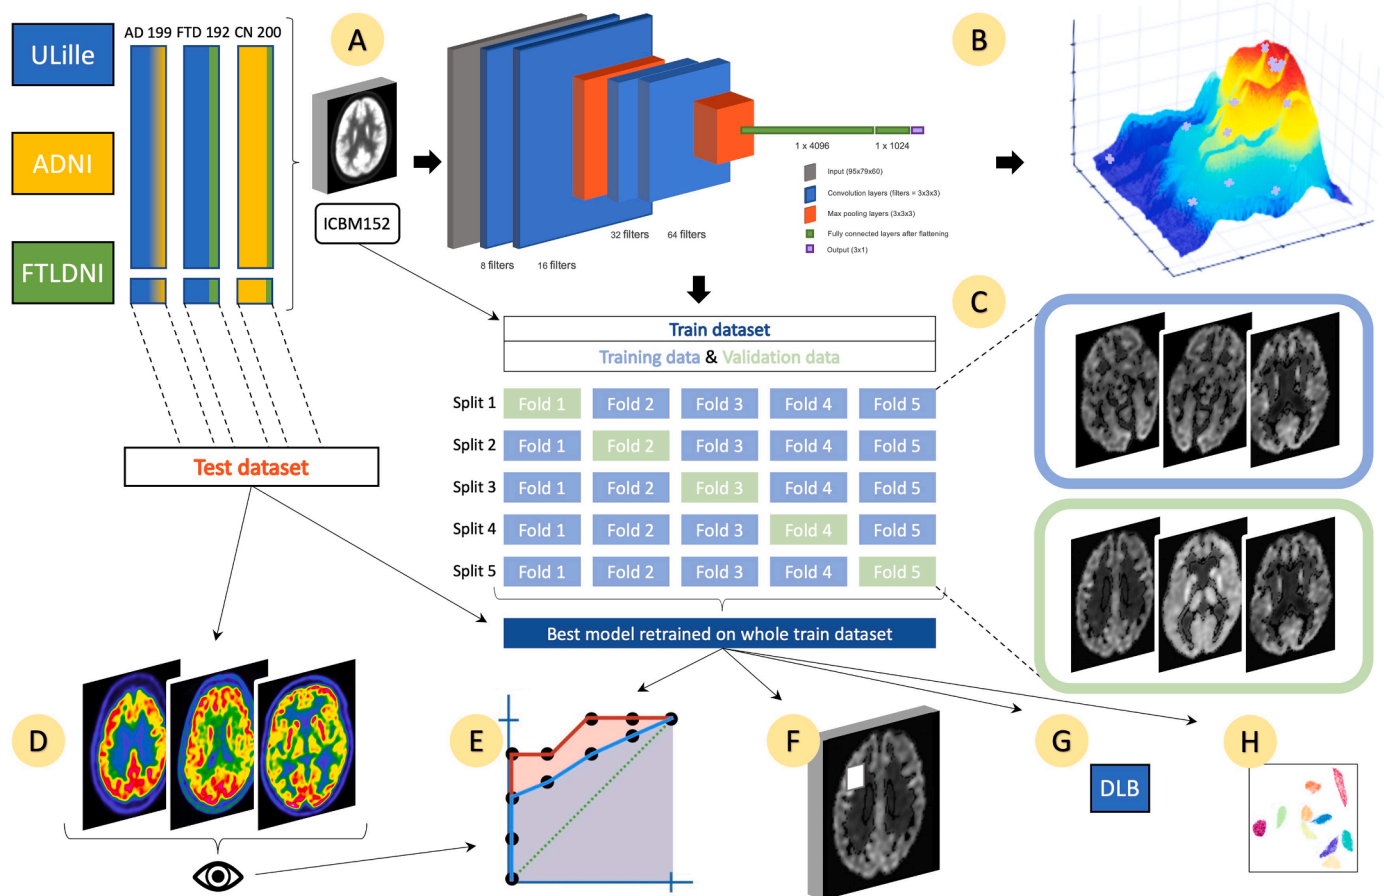 ULille
ADNI
FTLDNI
AD 199 FTD 192 CN 200
A
ICBM152
8 filters
16 filters
32 filters
64 filters
1 x 4096
1 x 1024
Input (95x79x60)
Convolution layers (filters = 3x3x3)
Max pooling layers (3x3x3)
Fully connected layers after flattening
Output (3x1)
B
C
Train dataset
Training data & Validation data
Split 1 Fold 1 Fold 2 Fold 3 Fold 4 Fold 5
Split 2 Fold 1 Fold 2 Fold 3 Fold 4 Fold 5
Split 3 Fold 1 Fold 2 Fold 3 Fold 4 Fold 5
Split 4 Fold 1 Fold 2 Fold 3 Fold 4 Fold 5
Split 5 Fold 1 Fold 2 Fold 3 Fold 4 Fold 5
Test dataset
Best model retrained on whole train dataset
D
E
F
G
DLB
H